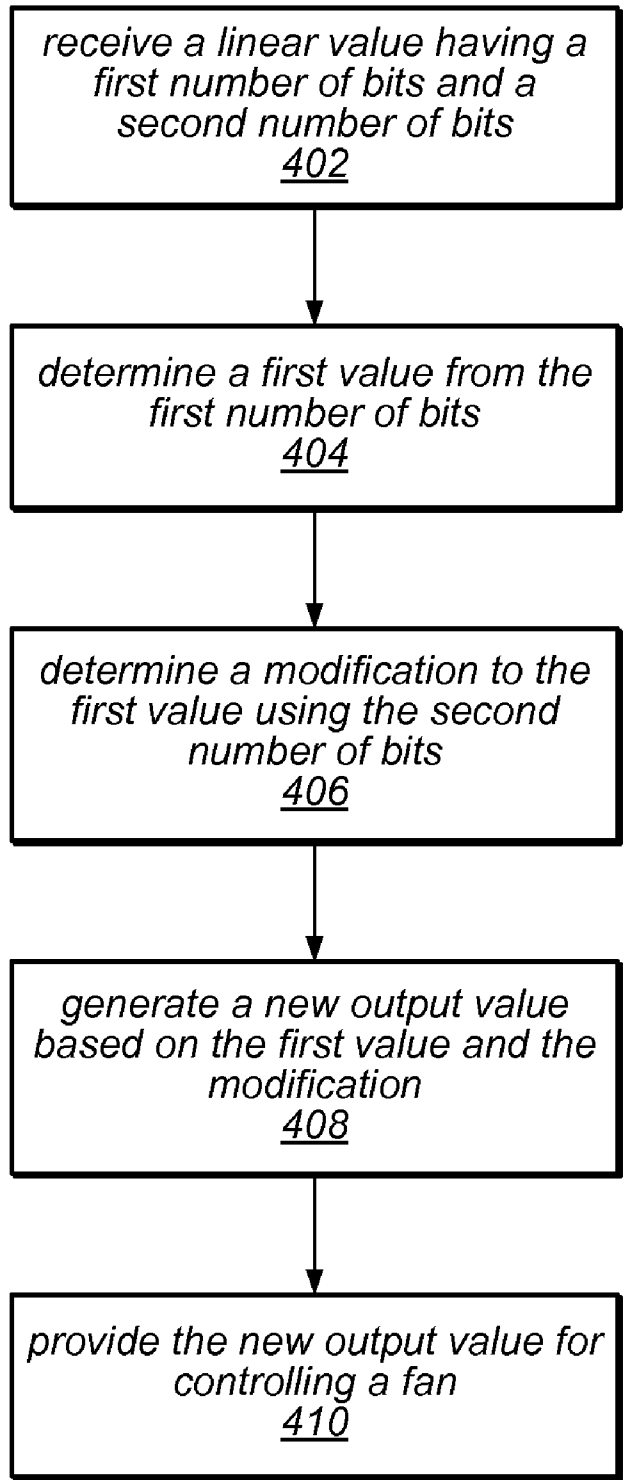 receive a linear value having a
first number of bits and a
second number of bits
402
determine a first value from the
first number of bits
404
determine a modification to the
first value using the second
number of bits
406
generate a new output value
based on the first value and the
modification
408
provide the new output value for
controlling a fan
410